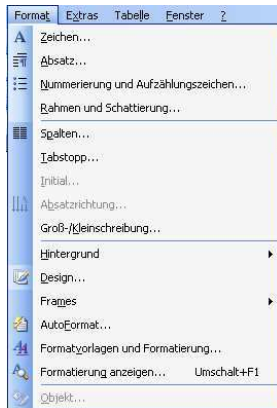 Format Extras Tabelle Fenster ?
Zeichen...
Absatz...
Nummerierung und Aufzählungszeichen...
Rahmen und Schattierung...
Spalten...
Tabstopp...
Initial...
Absatzrichtung...
Groß-/Kleinschreibung...
Hintergrund
Design...
Frames
AutoFormat...
Formatvorlagen und Formatierung...
Formatierung anzeigen... Umschalt+F1
Objekt...